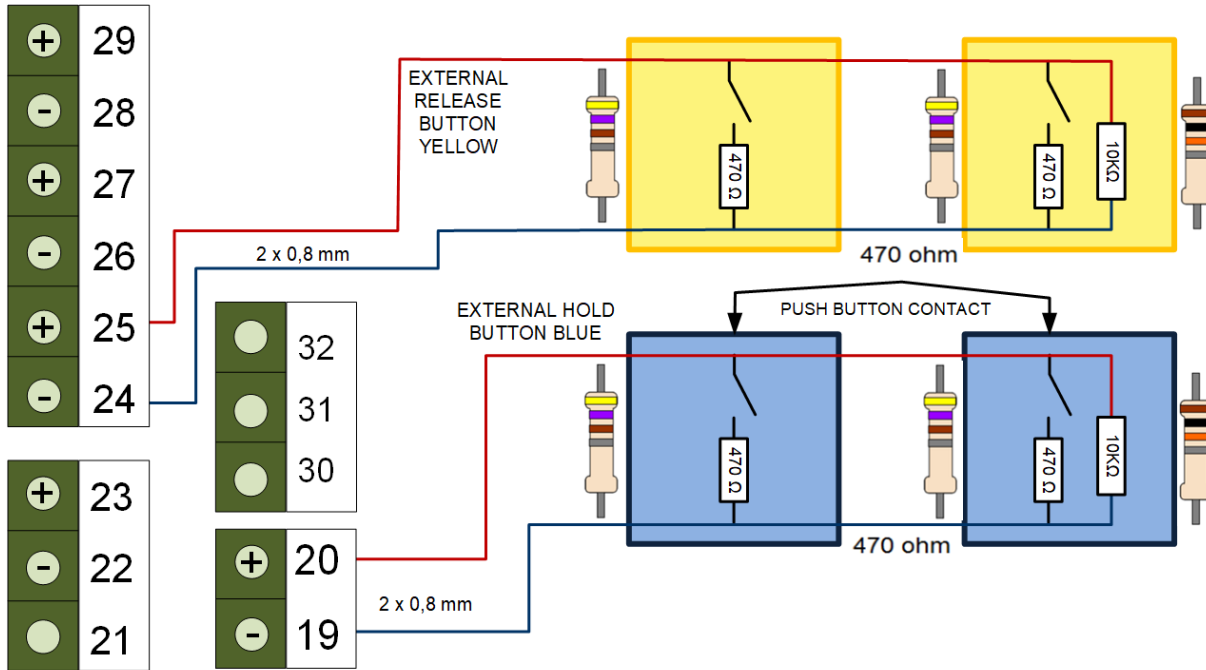 + 29
- 28
+ 27
- 26
+ 25
- 24
+ 23
- 22
21
32
31
30
+ 20
- 19
EXTERNAL
RELEASE
BUTTON
YELLOW
2 x 0,8 mm
470 Ω
470 Ω
10KΩ
470 ohm
EXTERNAL HOLD
BUTTON BLUE
PUSH BUTTON CONTACT
470 Ω
470 Ω
10KΩ
470 ohm
2 x 0,8 mm